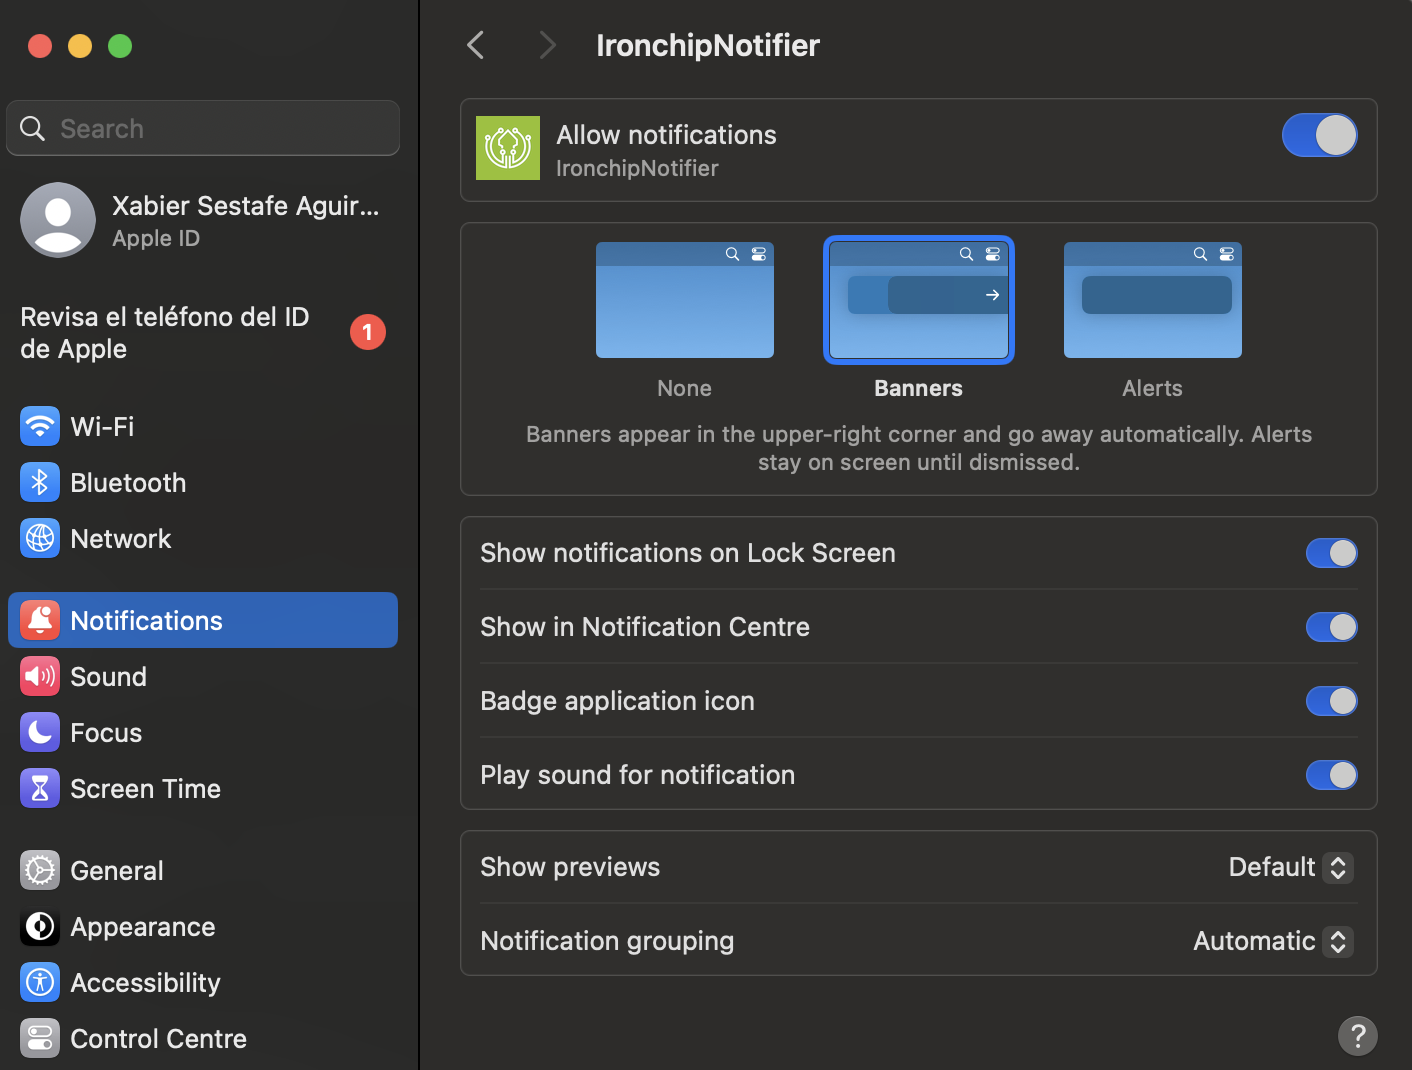 Search
Xabier Sestafe Aguir...
Apple ID
Revisa el teléfono del ID
de Apple
1
Wi-Fi
Bluetooth
Network
Notifications
Sound
Focus
Screen Time
General
Appearance
Accessibility
Control Centre
IronchipNotifier
Allow notifications
IronchipNotifier
None
Banners
Alerts
Banners appear in the upper-right corner and go away automatically. Alerts
stay on screen until dismissed.
Show notifications on Lock Screen
Show in Notification Centre
Badge application icon
Play sound for notification
Show previews
Default
Notification grouping
Automatic
?